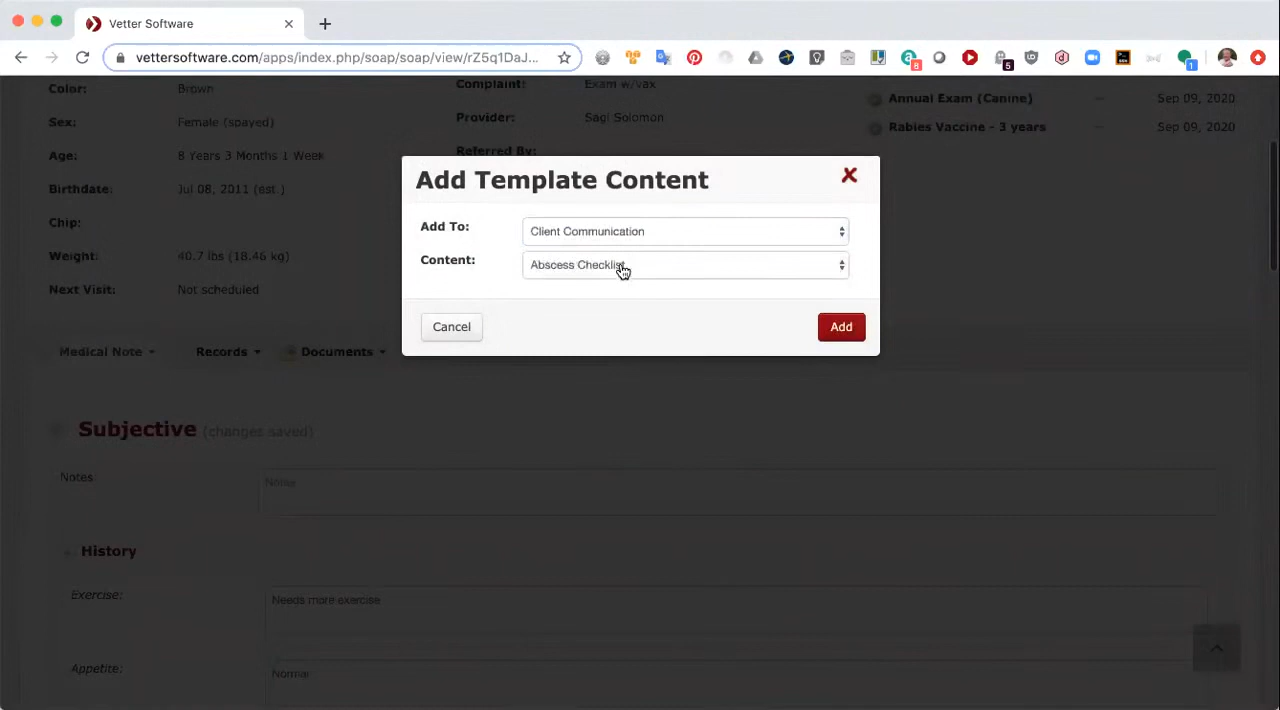 Vetter Software
vettersoftware.com/apps/index.php/soap/soap/view/rZ5q1DaJ...
8
5
1
Color: Brown
Complaint: Exam w/vax
Annual Exam (Canine) — Sep 09, 2020
Sex: Female (spayed)
Provider: Sagi Solomon
Rabies Vaccine - 3 years — Sep 09, 2020
Age: 8 Years 3 Months 1 Week
Referred By:
Birthdate: Jul 08, 2011 (est.)
Chip:
Weight: 40.7 lbs (18.46 kg)
Next Visit: Not scheduled
Add Template Content
Add To: Client Communication
Content: Abscess Checklist
Cancel Add
Medical Note Records Documents
Subjective (changes saved)
Notes: Notes
History
Exercise: Needs more exercise
Appetite: Normal